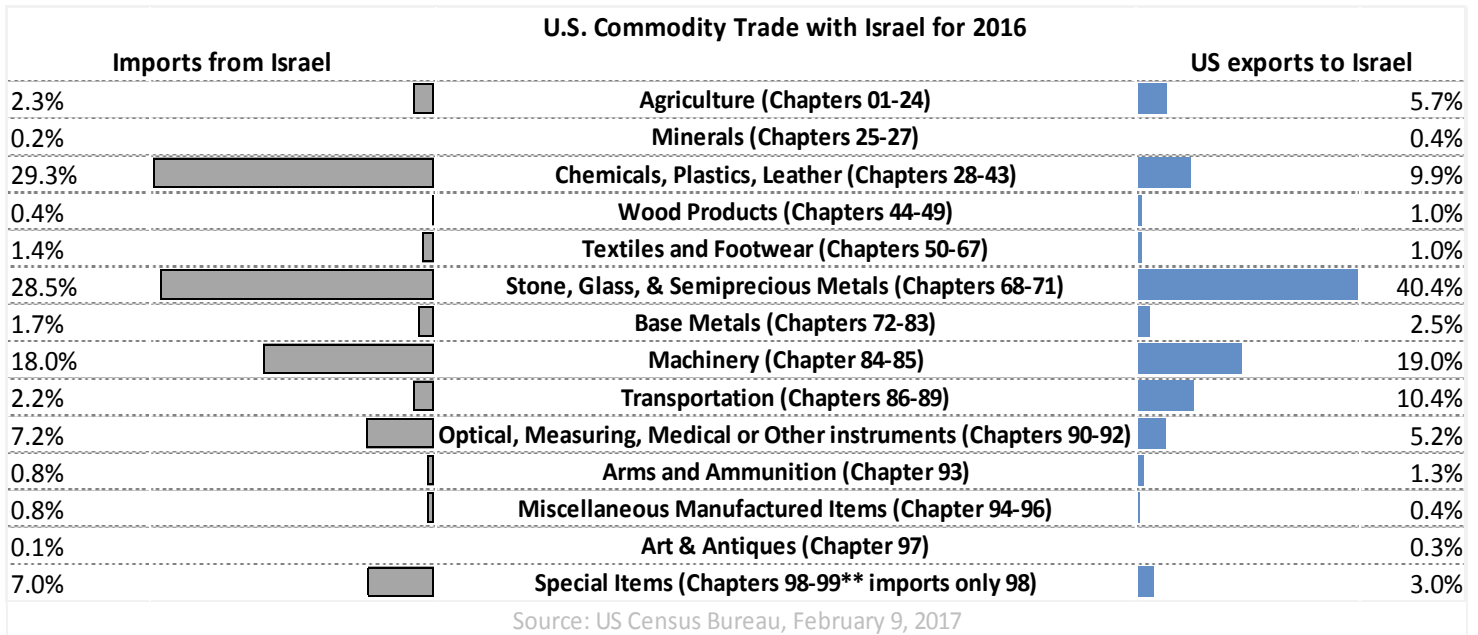 U.S. Commodity Trade with Israel for 2016
Imports from Israel US exports to Israel
2.3% Agriculture (Chapters 01-24) 5.7%
0.2% Minerals (Chapters 25-27) 0.4%
29.3% Chemicals, Plastics, Leather (Chapters 28-43) 9.9%
0.4% Wood Products (Chapters 44-49) 1.0%
1.4% Textiles and Footwear (Chapters 50-67) 1.0%
28.5% Stone, Glass, & Semiprecious Metals (Chapters 68-71) 40.4%
1.7% Base Metals (Chapters 72-83) 2.5%
18.0% Machinery (Chapter 84-85) 19.0%
2.2% Transportation (Chapters 86-89) 10.4%
7.2% Optical, Measuring, Medical or Other instruments (Chapters 90-92) 5.2%
0.8% Arms and Ammunition (Chapter 93) 1.3%
0.8% Miscellaneous Manufactured Items (Chapter 94-96) 0.4%
0.1% Art & Antiques (Chapter 97) 0.3%
7.0% Special Items (Chapters 98-99** imports only 98) 3.0%
Source: US Census Bureau, February 9, 2017